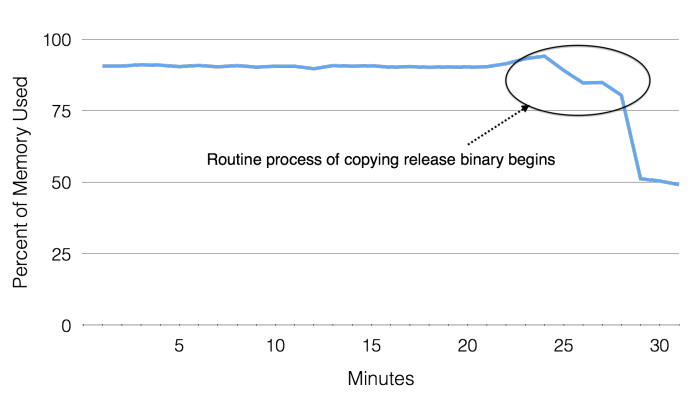 100
75
50
25
0
Percent of Memory Used
Routine process of copying release binary begins
5 10 15 20 25 30
Minutes